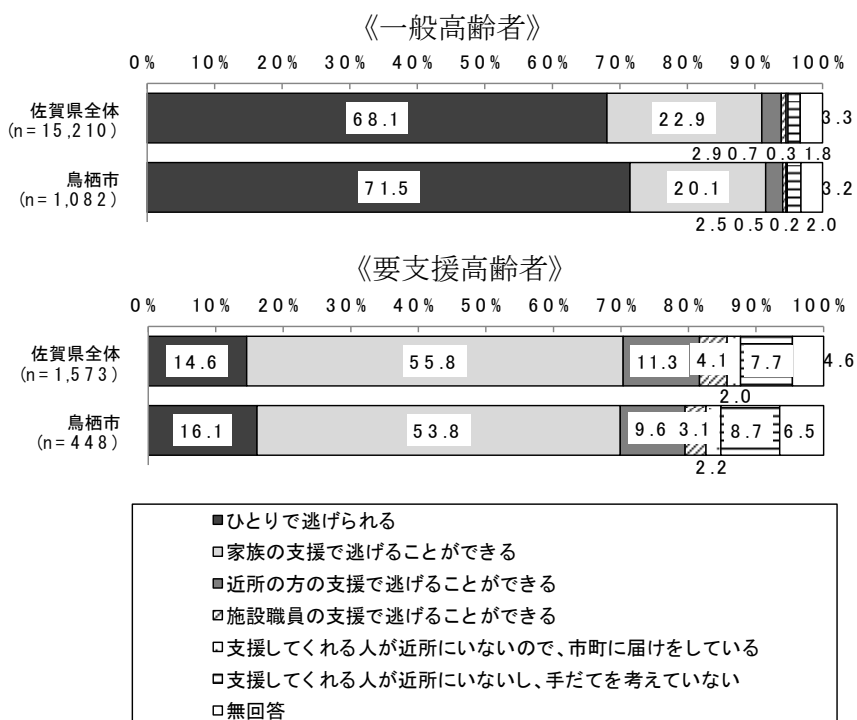 《一般高齢者》
0% 10% 20% 30% 40% 50% 60% 70% 80% 90% 100%
佐賀県全体
(n=15,210)
68.1 22.9 3.3
2.9 0.7 0.3 1.8
鳥栖市
(n=1,082)
71.5 20.1 3.2
2.5 0.5 0.2 2.0
《要支援高齢者》
0% 10% 20% 30% 40% 50% 60% 70% 80% 90% 100%
佐賀県全体
(n=1,573)
14.6 55.8 11.3 4.1 7.7 4.6
2.0
鳥栖市
(n=448)
16.1 53.8 9.6 3.1 8.7 6.5
2.2
ひとりで逃げられる
家族の支援で逃げることができる
近所の方の支援で逃げることができる
施設職員の支援で逃げることができる
支援してくれる人が近所にいないので、市町に届けをしている
支援してくれる人が近所にいないし、手だてを考えていない
無回答